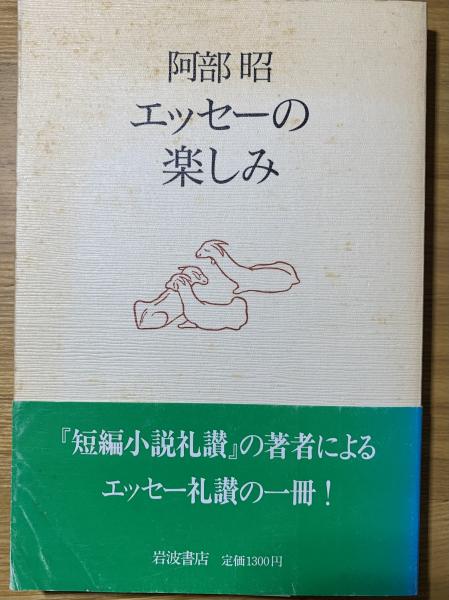 阿部 昭
エッセーの
楽しみ
『短編小説礼讃』の著者による
エッセー礼讃の一冊！
岩波書店 定価1300円